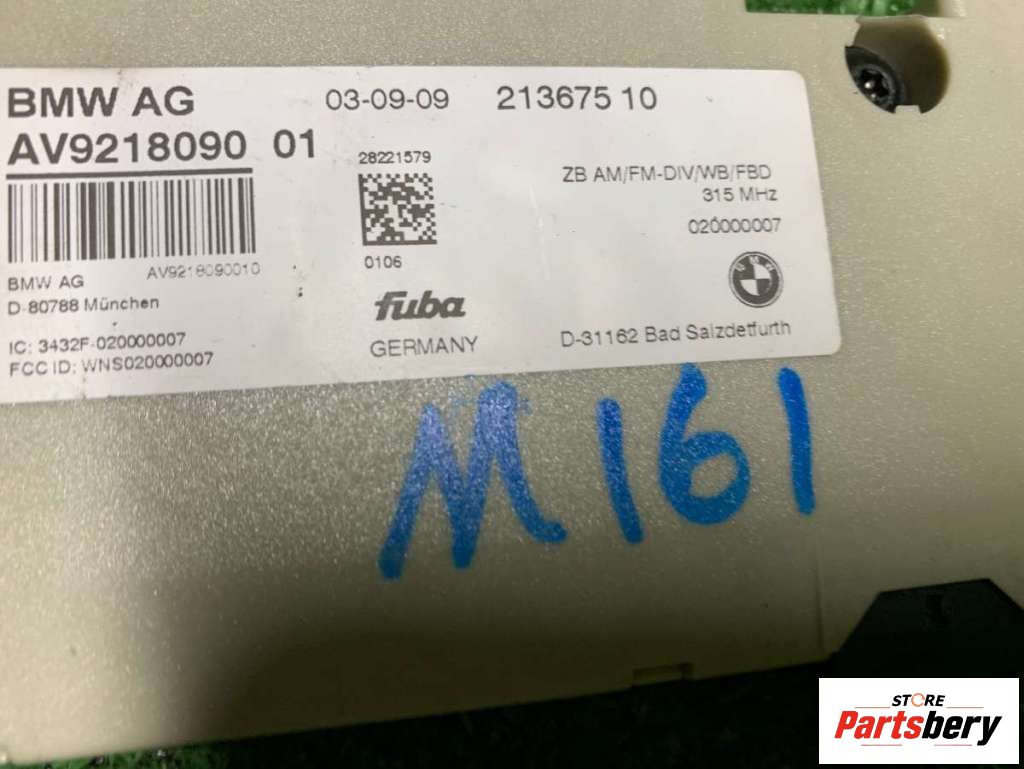 BMW AG 03-09-09 213675 10
AV9218090 01
28221579
ZB AM/FM-DIV/WB/FBD
315 MHz
020000007
0106
BMW AG AV9218090010
D-80788 München
IC: 3432F-020000007
FCC ID: WNS020000007
fuba
GERMANY
BMW
D-31162 Bad Salzdetfurth
M161
STORE
Partsbery